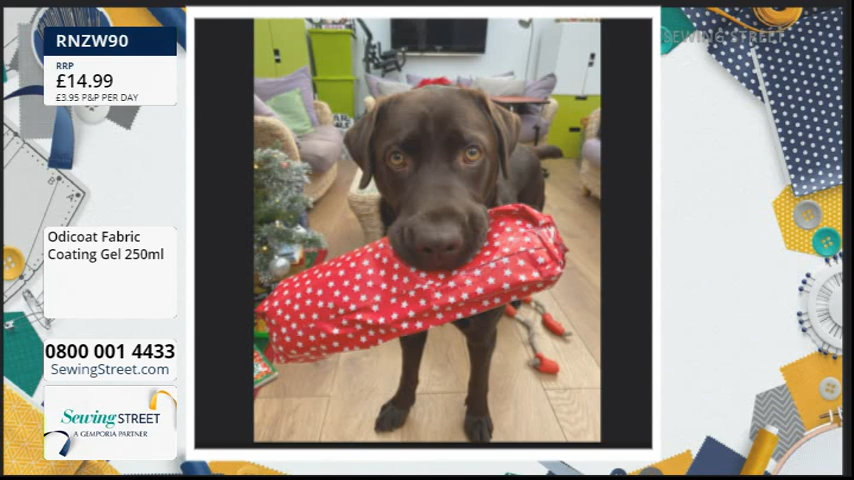 RNZW90
RRP
£14.99
£3.95 P&P PER DAY
Odicoat Fabric
Coating Gel 250ml
0800 001 4433
SewingStreet.com
Sewing STREET
A GEMPORIA PARTNER
SEWING STREET